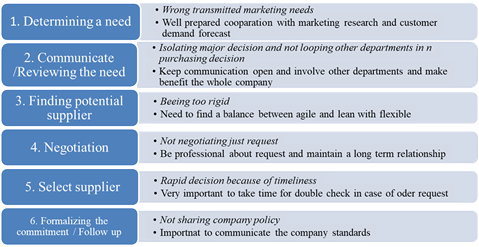 1. Determining a need
• Wrong transmitted marketing needs
• Well prepared cooparation with marketing research and customer
demand forecast
2. Communicate
/Reviewing the need
• Isolating major decision and not looping other departments in n
purchasing decision
• Keep communication open and involve other departments and make
benefit the whole company
3. Finding potential
supplier
• Beeing too rigid
• Need to find a balance between agile and lean with flexible
4. Negotiation
• Not negotiating just request
• Be professional about request and maintain a long term relationship
5. Select supplier
• Rapid decision because of timeliness
• Very important to take time for double check in case of oder request
6. Formalizing the
commitment / Follow up
• Not sharing company policy
• Importnat to communicate the company standards